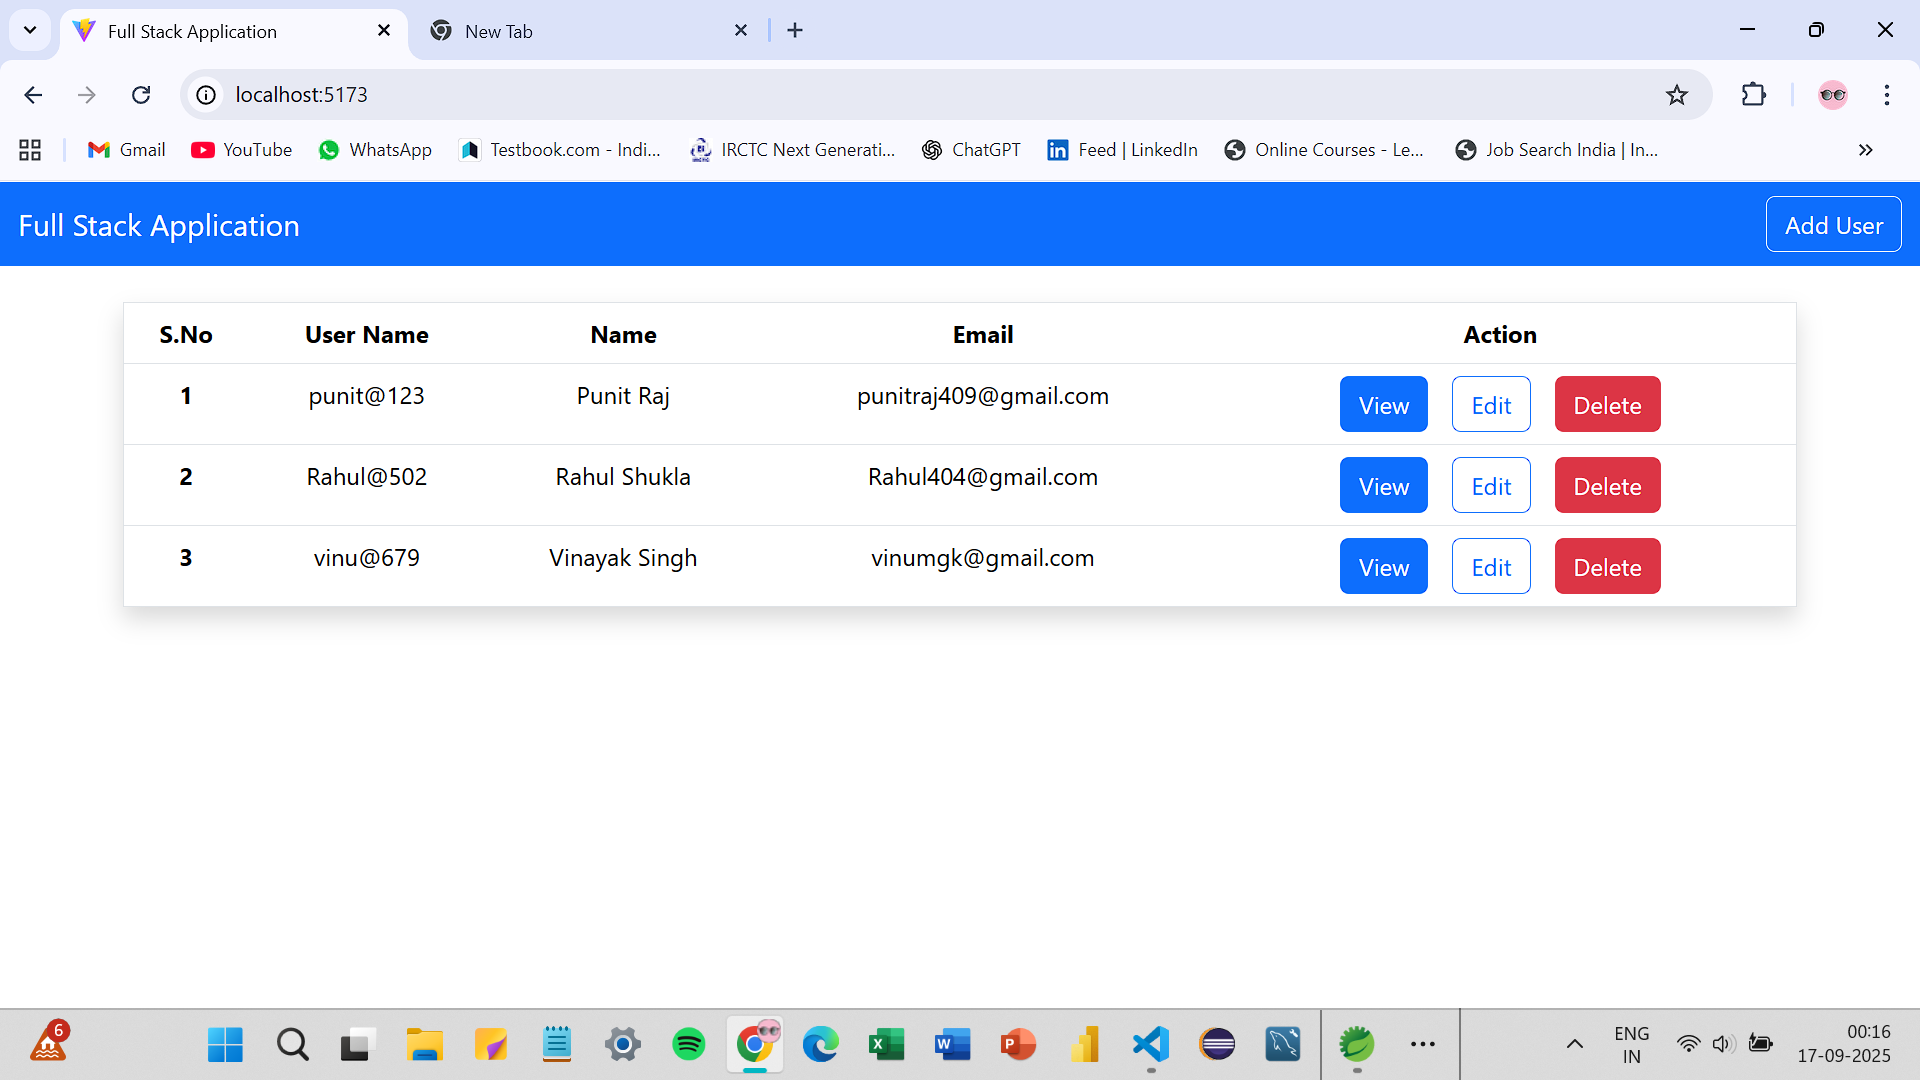 Full Stack Application
New Tab
localhost:5173
Gmail YouTube WhatsApp Testbook.com - Indi... IRCTC Next Generati... ChatGPT Feed | LinkedIn Online Courses - Le... Job Search India | In...
Full Stack Application Add User
S.No User Name Name Email Action
1 punit@123 Punit Raj punitraj409@gmail.com View Edit Delete
2 Rahul@502 Rahul Shukla Rahul404@gmail.com View Edit Delete
3 vinu@679 Vinayak Singh vinumgk@gmail.com View Edit Delete
6
ENG
IN
00:16
17-09-2025